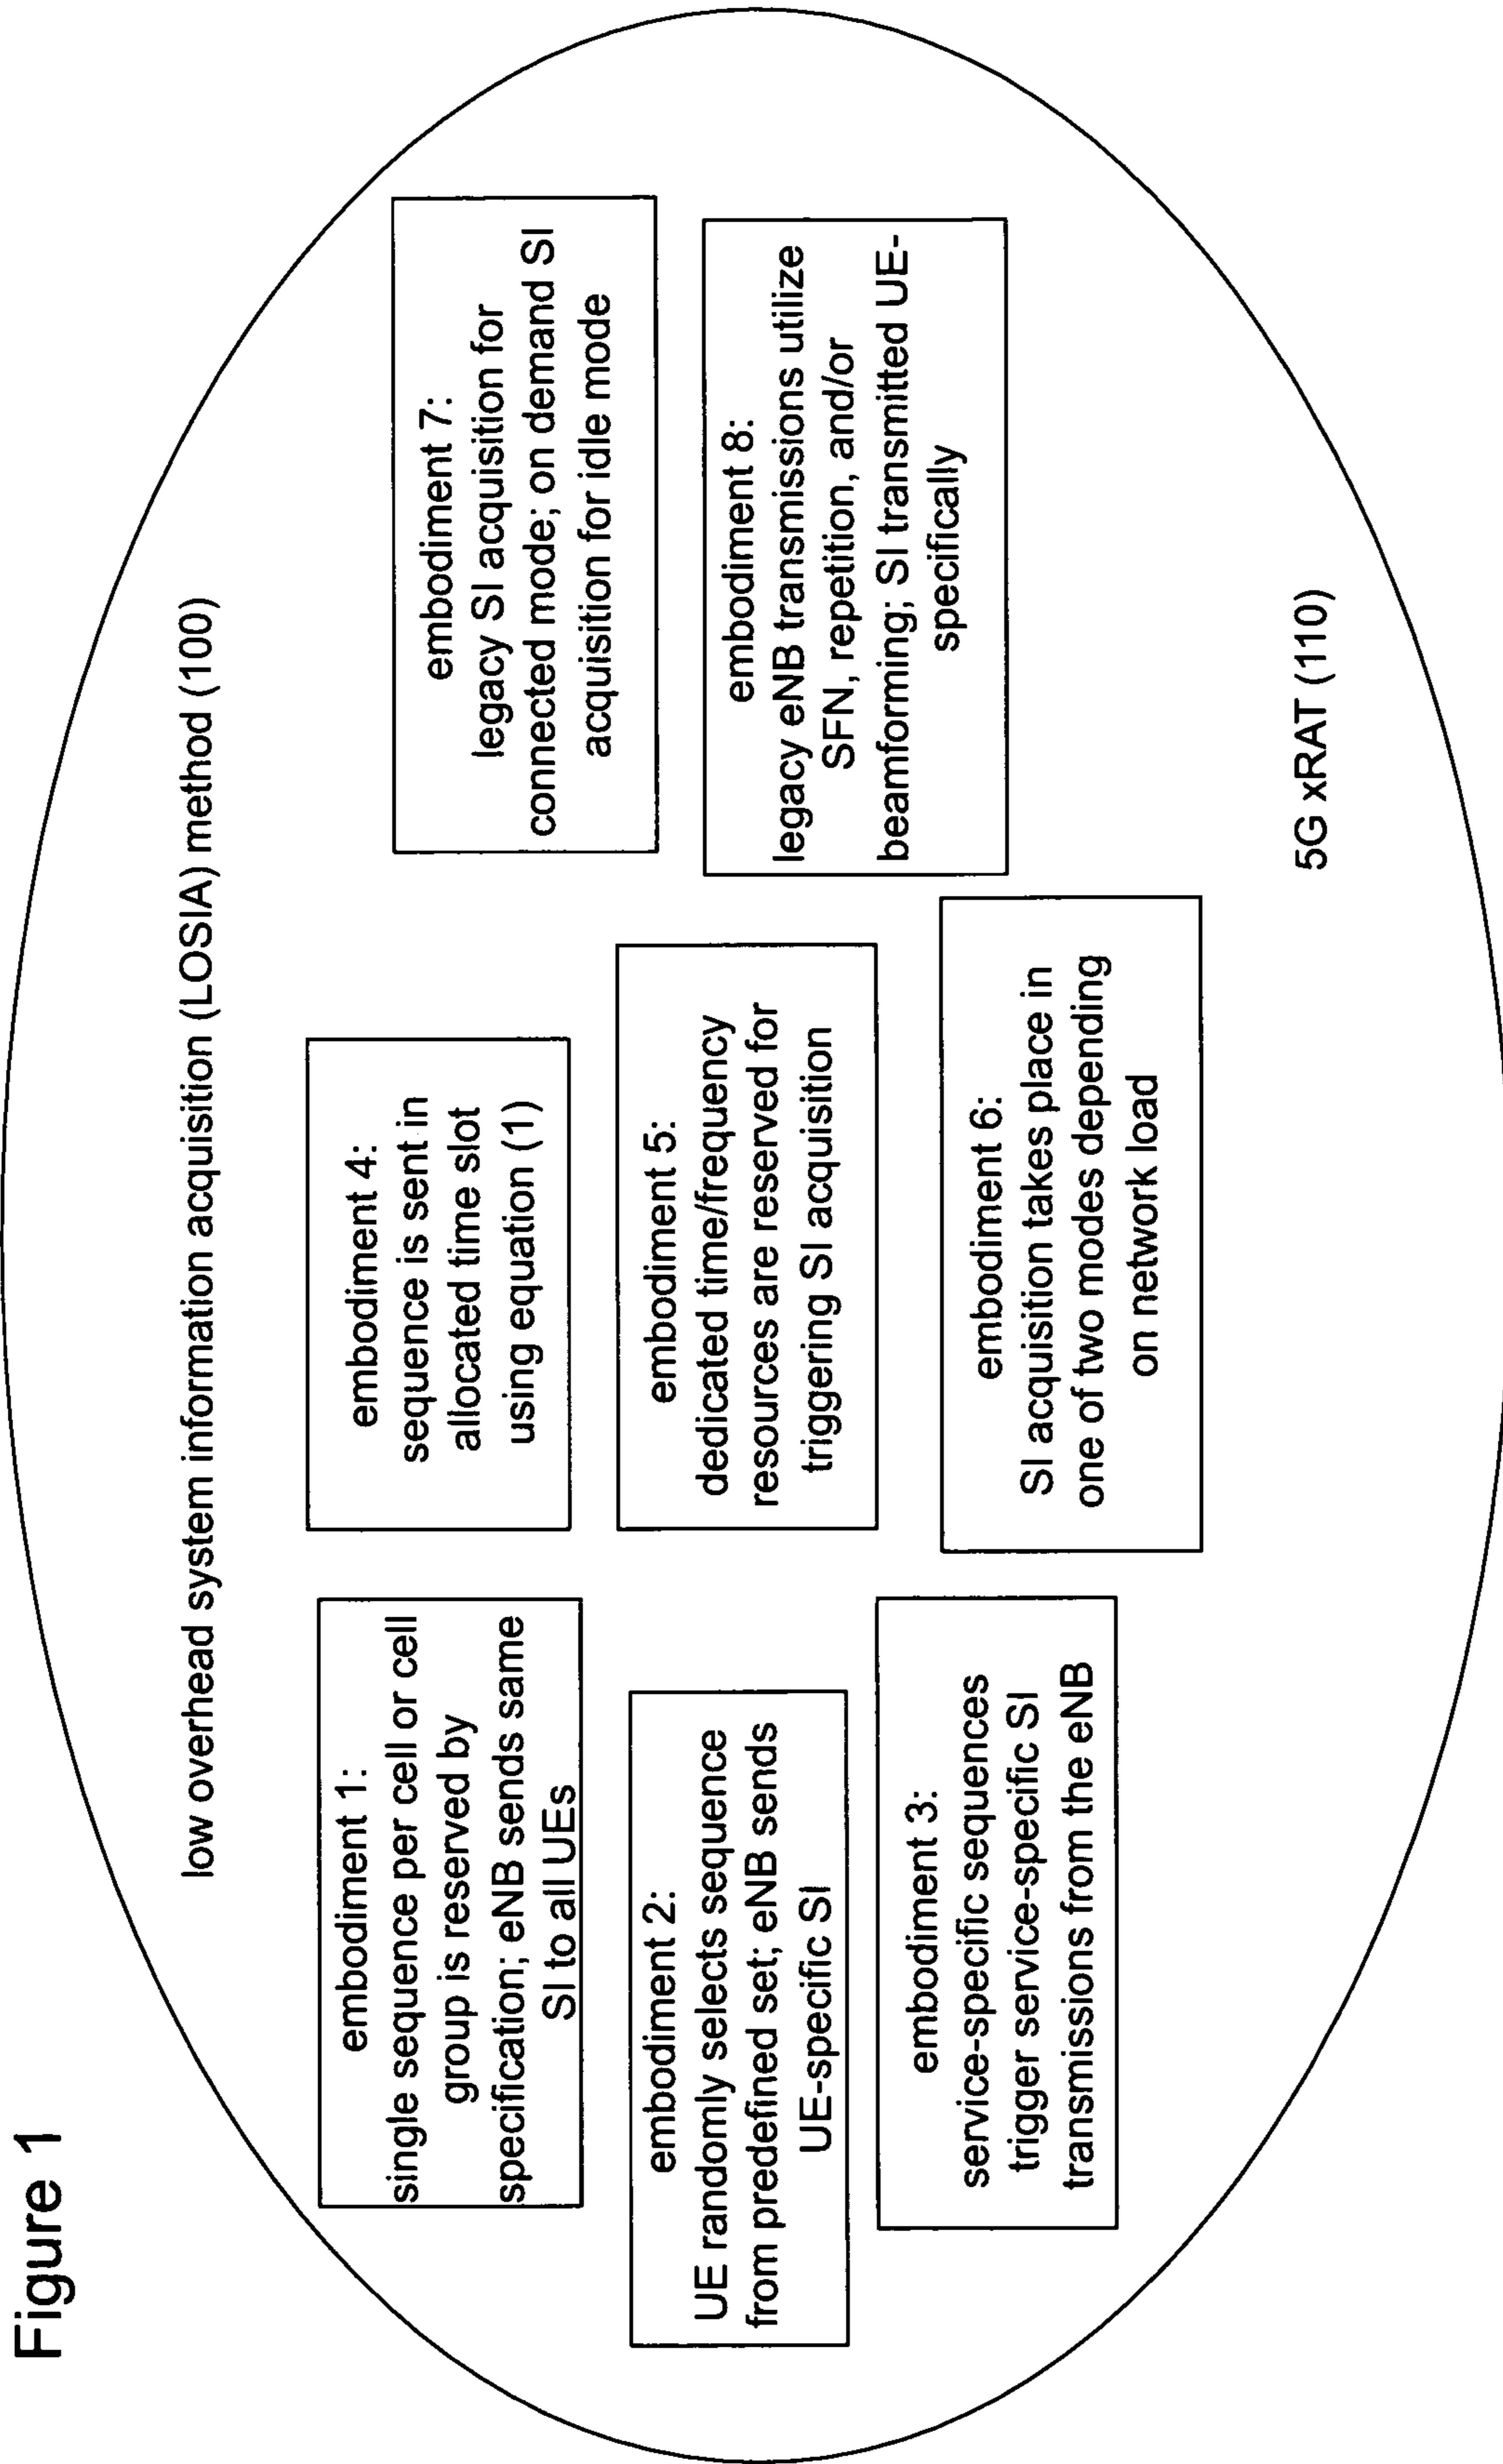 Figure 1
low overhead system information acquisition (LOSIA) method (100)
embodiment 1:
single sequence per cell or cell
group is reserved by
specification; eNB sends same
SI to all UEs
embodiment 2:
UE randomly selects sequence
from predefined set; eNB sends
UE-specific SI
embodiment 3:
service-specific sequences
trigger service-specific SI
transmissions from the eNB
embodiment 4:
sequence is sent in
allocated time slot
using equation (1)
embodiment 5:
dedicated time/frequency
resources are reserved for
triggering SI acquisition
embodiment 6:
SI acquisition takes place in
one of two modes depending
on network load
embodiment 7:
legacy SI acquisition for
connected mode; on demand SI
acquisition for idle mode
embodiment 8:
legacy eNB transmissions utilize
SFN, repetition, and/or
beamforming; SI transmitted UE-
specifically
5G xRAT (110)